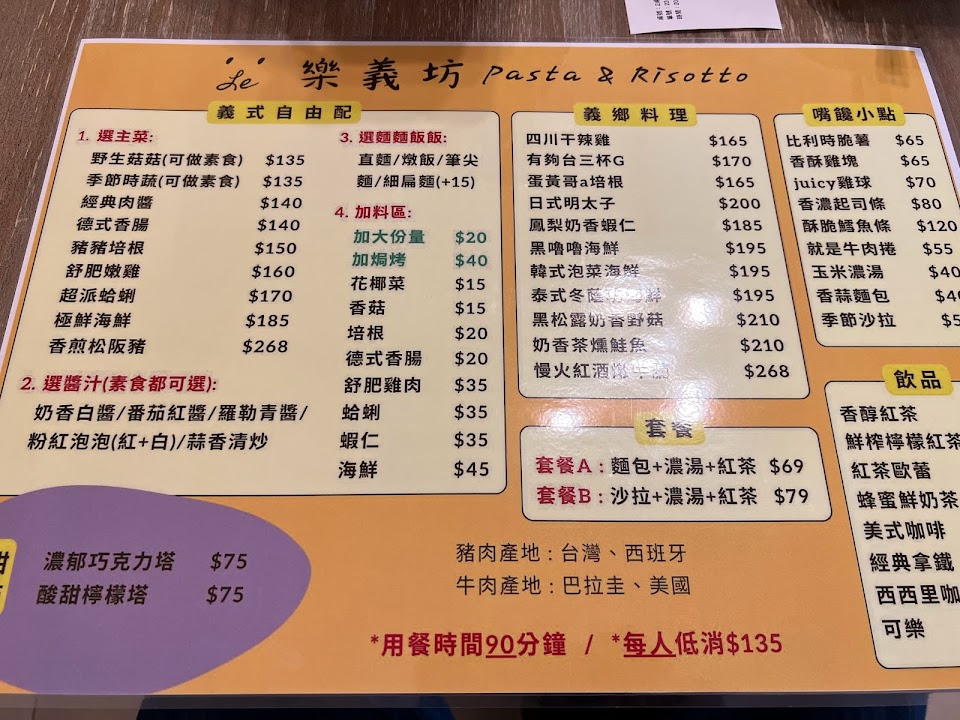 Le 樂義坊 Pasta & Risotto
義式自由配
1. 選主菜:
野生菇菇(可做素食) $135
季節時蔬(可做素食) $135
經典肉醬 $140
德式香腸 $140
豬豬培根 $150
舒肥嫩雞 $160
超派蛤蜊 $170
極鮮海鮮 $185
香煎松阪豬 $268
2. 選醬汁(素食都可選):
奶香白醬/番茄紅醬/羅勒青醬/
粉紅泡泡(紅+白)/蒜香清炒
3. 選麵麵飯飯:
直麵/燉飯/筆尖
麵/細扁麵(+15)
4. 加料區:
加大份量 $20
加焗烤 $40
花椰菜 $15
香菇 $15
培根 $20
德式香腸 $20
舒肥雞肉 $35
蛤蜊 $35
蝦仁 $35
海鮮 $45
義鄉料理
四川干辣雞 $165
有夠台三杯G $170
蛋黃哥a培根 $165
日式明太子 $200
鳳梨奶香蝦仁 $185
黑嚕嚕海鮮 $195
韓式泡菜海鮮 $195
泰式冬蔭 $195
黑松露奶香野菇 $210
奶香茶燻鮭魚 $210
慢火紅酒 $268
套餐
套餐A:麵包+濃湯+紅茶 $69
套餐B:沙拉+濃湯+紅茶 $79
嘴饞小點
比利時脆薯 $65
香酥雞塊 $65
juicy雞球 $70
香濃起司條 $80
酥脆鱈魚條 $120
就是牛肉捲 $55
玉米濃湯 $40
香蒜麵包
季節沙拉
飲品
香醇紅茶
鮮榨檸檬紅茶
紅茶歐蕾
蜂蜜鮮奶茶
美式咖啡
經典拿鐵
西西里咖
可樂
濃郁巧克力塔 $75
酸甜檸檬塔 $75
豬肉產地:台灣、西班牙
牛肉產地:巴拉圭、美國
*用餐時間90分鐘 / *每人低消$135